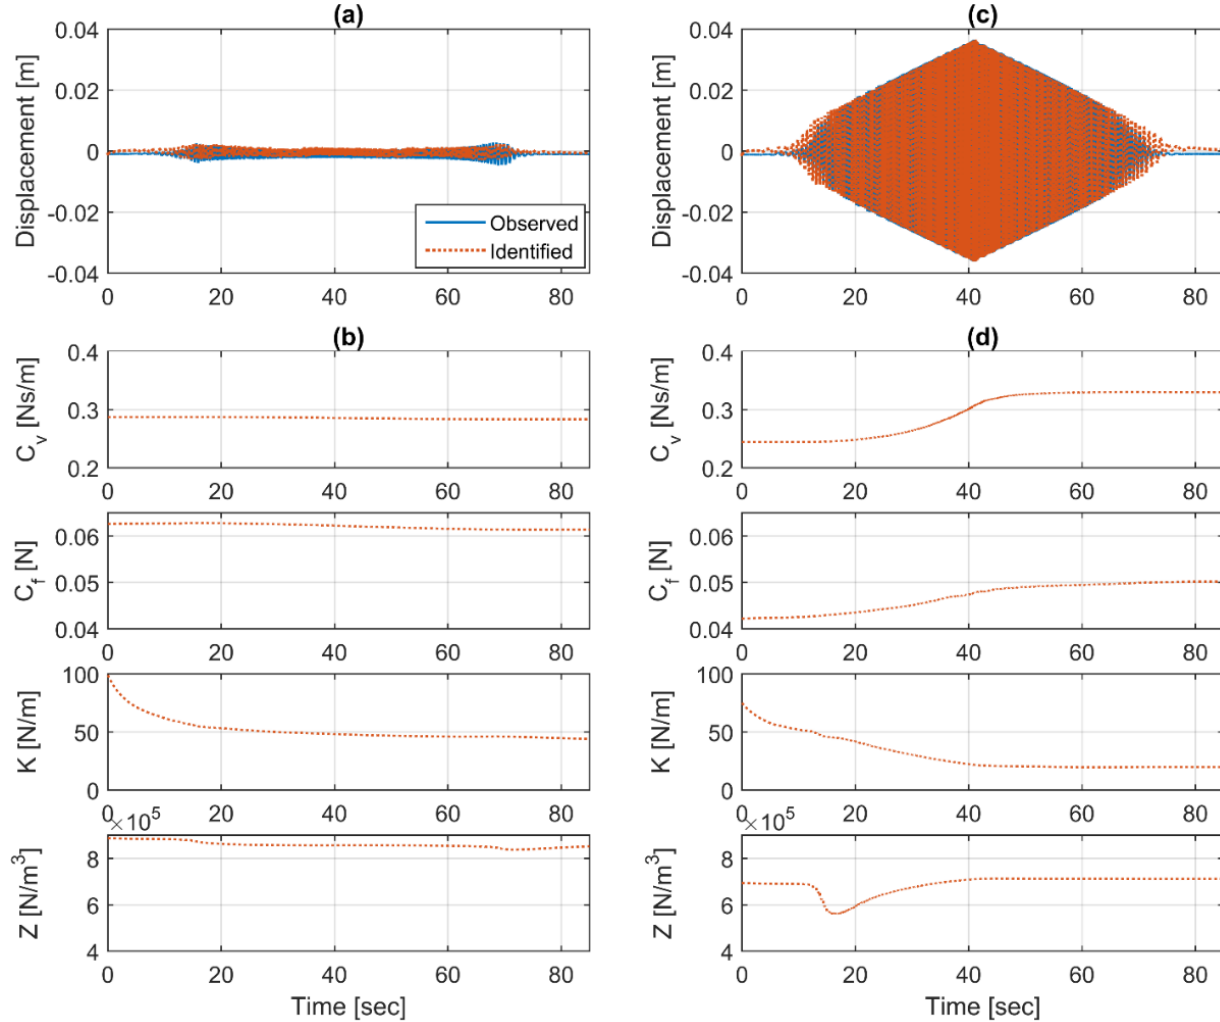 (a)
0.04
0.02
0
-0.02
-0.04
Displacement [m]
Observed
Identified
0 20 40 60 80
(b)
0.4
0.3
0.2
C_v [Ns/m]
0 20 40 60 80
0.06
0.05
0.04
C_f [N]
0 20 40 60 80
100
50
0
K [N/m]
0 20 40 60 80
×10^5
8
6
4
Z [N/m^3]
0 20 40 60 80
Time [sec]
(c)
0.04
0.02
0
-0.02
-0.04
Displacement [m]
0 20 40 60 80
(d)
0.4
0.3
0.2
C_v [Ns/m]
0 20 40 60 80
0.06
0.05
0.04
C_f [N]
0 20 40 60 80
100
50
0
K [N/m]
0 20 40 60 80
×10^5
8
6
4
Z [N/m^3]
0 20 40 60 80
Time [sec]